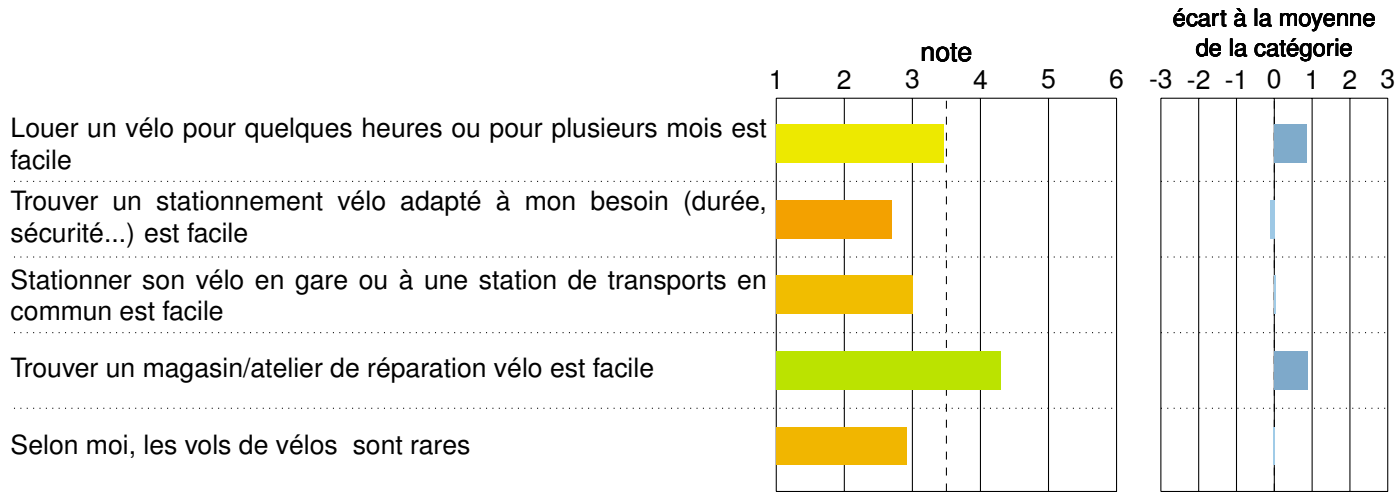 écart à la moyenne
de la catégorie
note
1 2 3 4 5 6
-3 -2 -1 0 1 2 3
Louer un vélo pour quelques heures ou pour plusieurs mois est
facile
Trouver un stationnement vélo adapté à mon besoin (durée,
sécurité...) est facile
Stationner son vélo en gare ou à une station de transports en
commun est facile
Trouver un magasin/atelier de réparation vélo est facile
Selon moi, les vols de vélos sont rares